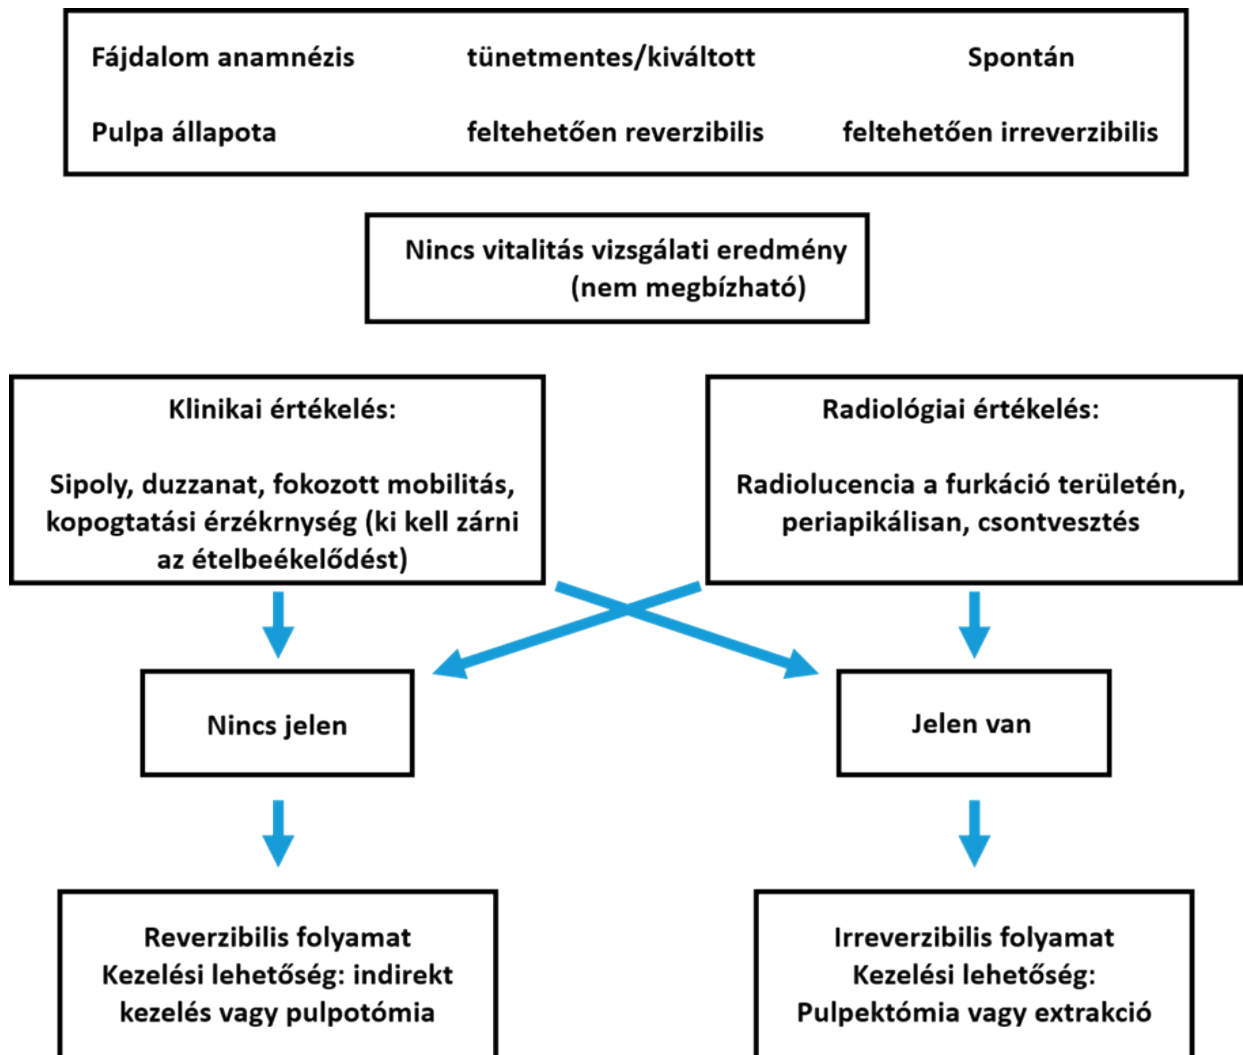 Fájdalom anamnézis tünetmentes/kiváltott Spontán
Pulpa állapota feltehetően reverzibilis feltehetően irreverzibilis
Nincs vitalitás vizsgálati eredmény
(nem megbízható)
Klinikai értékelés:
Sipoly, duzzanat, fokozott mobilitás,
kopogtatási érzékrnység (ki kell zárni
az ételbeékelődést)
Radiológiai értékelés:
Radiolucencia a furkáció területén,
periapikálisan, csontvesztés
Nincs jelen
Jelen van
Reverzibilis folyamat
Kezelési lehetőség: indirekt
kezelés vagy pulpotómia
Irreverzibilis folyamat
Kezelési lehetőség:
Pulpektómia vagy extrakció